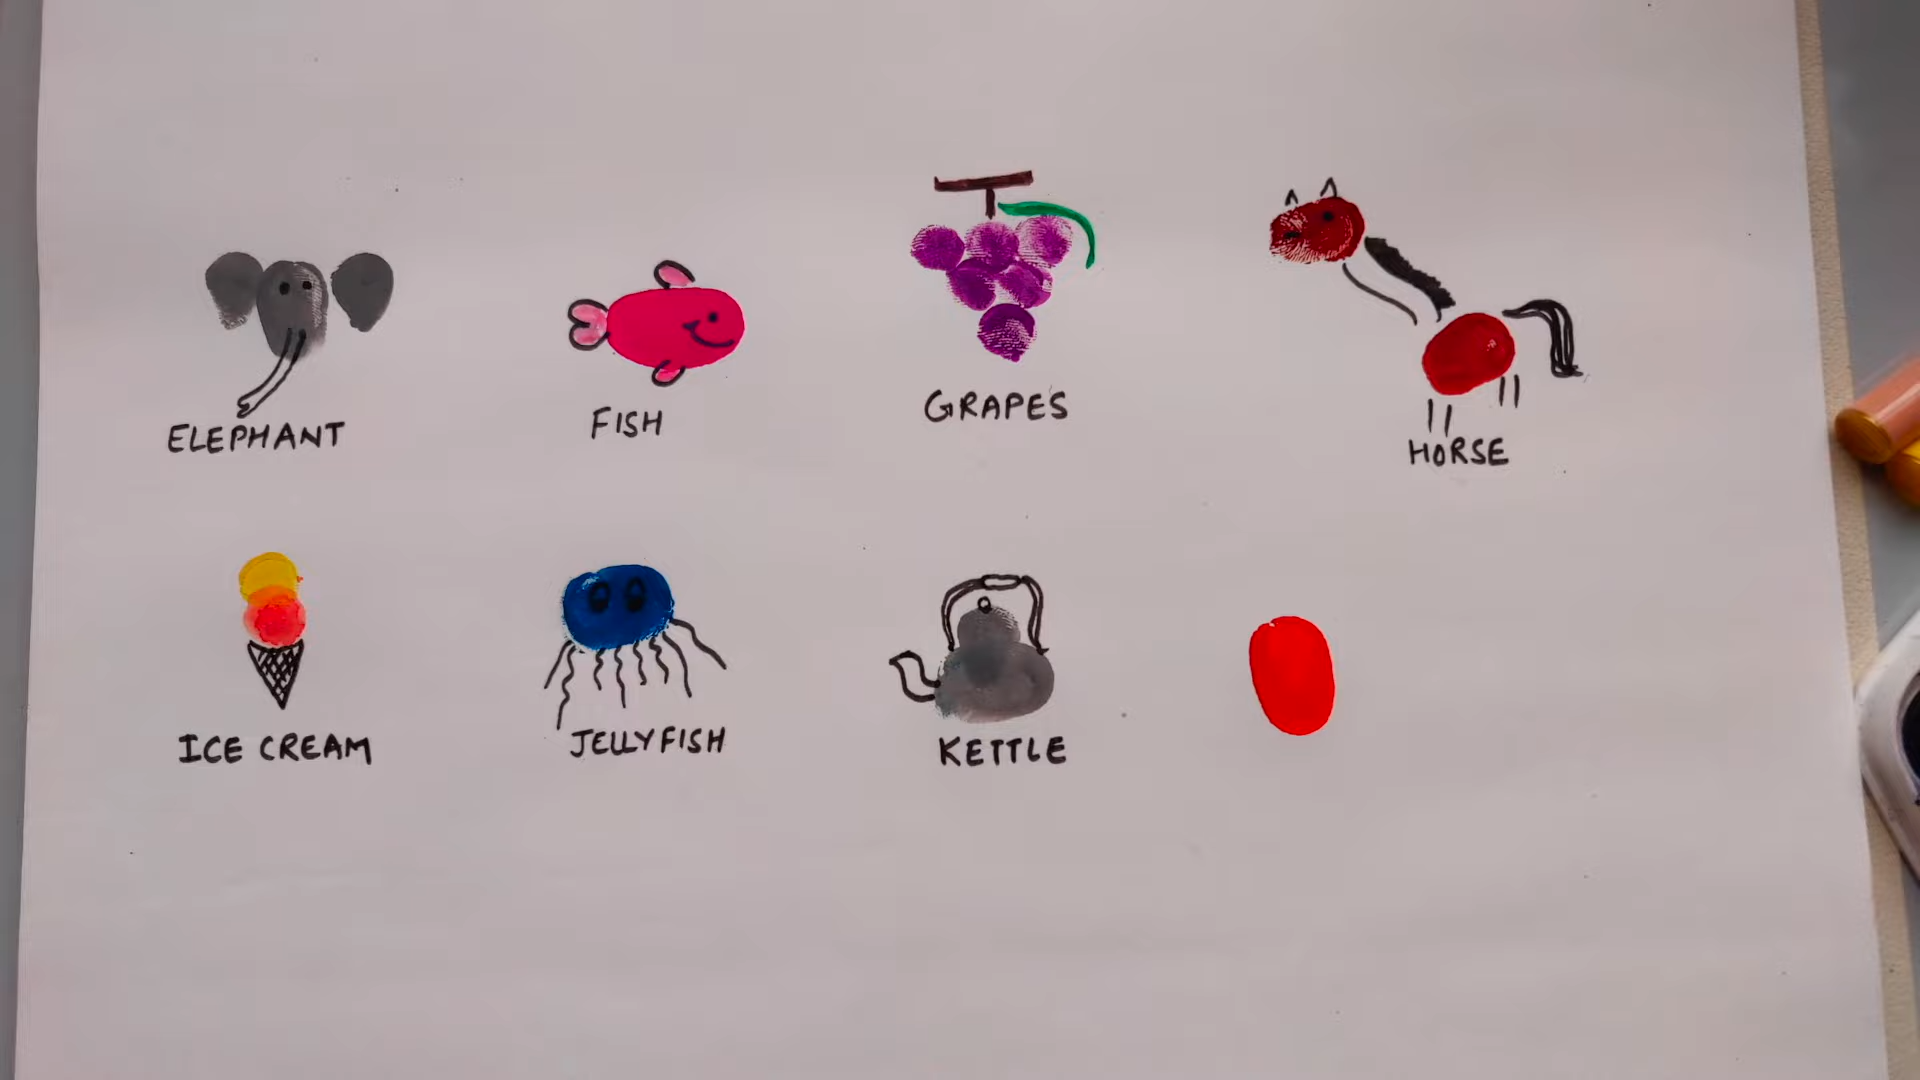 ELEPHANT
FISH
GRAPES
HORSE
ICE CREAM
JELLYFISH
KETTLE